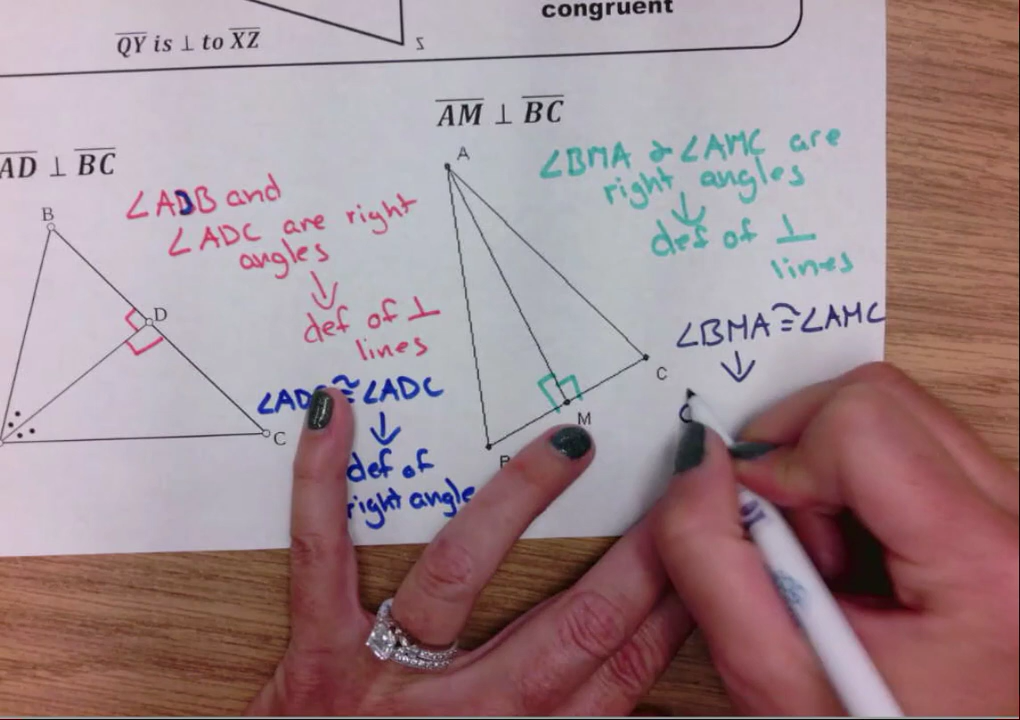 congruent
QY is ⊥ to XZ
Z
AM ⊥ BC
AD ⊥ BC
A
∠BMA & ∠AMC are
right angles
↓
def of ⊥
lines
B
∠ADB and
∠ADC are right
angles
↓
def of ⊥
lines
D
∠BMA ≅ ∠AMC
↓
C
M
C
≅ ∠ADC
↓
def of
right angle